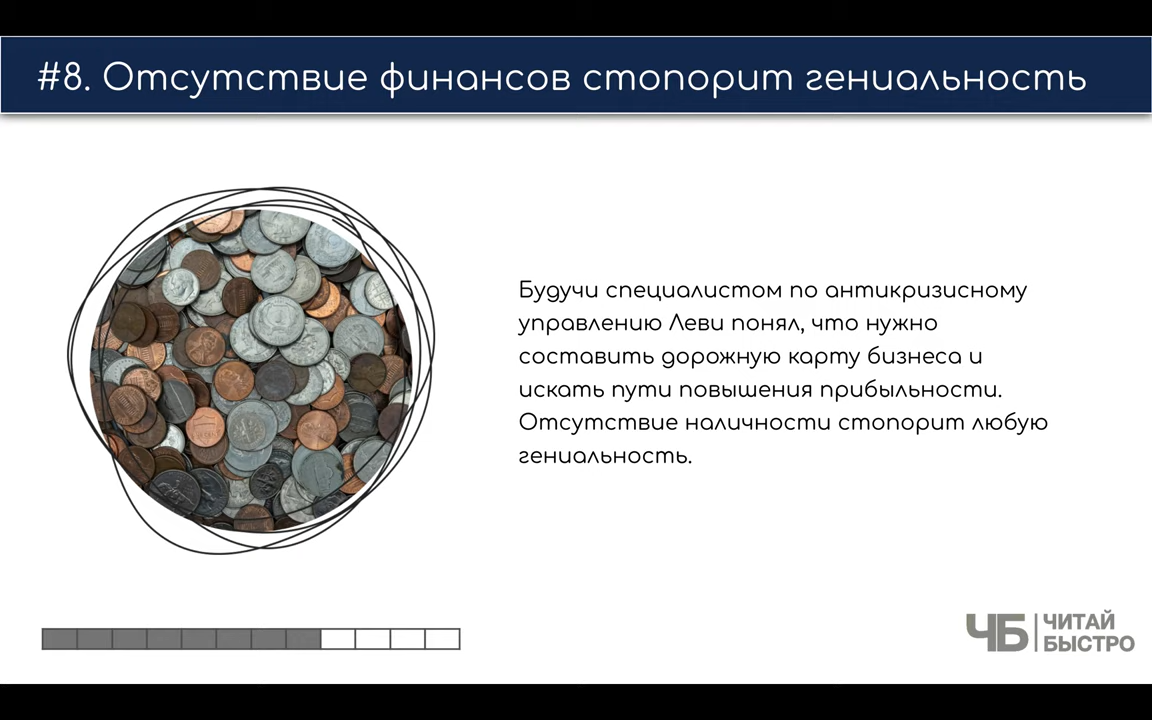 #8. Отсутствие финансов стопорит гениальность
Будучи специалистом по антикризисному
управлению Леви понял, что нужно
составить дорожную карту бизнеса и
искать пути повышения прибыльности.
Отсутствие наличности стопорит любую
гениальность.
ЧБ
ЧИТАЙ
БЫСТРО